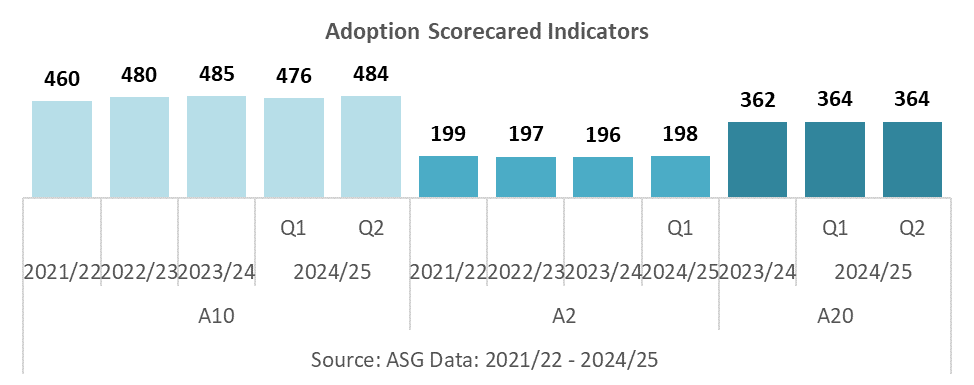 Adoption Scorecared Indicators
460 480 485 476 484 199 197 196 198 362 364 364
Q1 Q2 Q1 Q1 Q2
2021/22 2022/23 2023/24 2024/25 2021/22 2022/23 2023/24 2024/25 2023/24 2024/25
A10 A2 A20
Source: ASG Data: 2021/22 - 2024/25